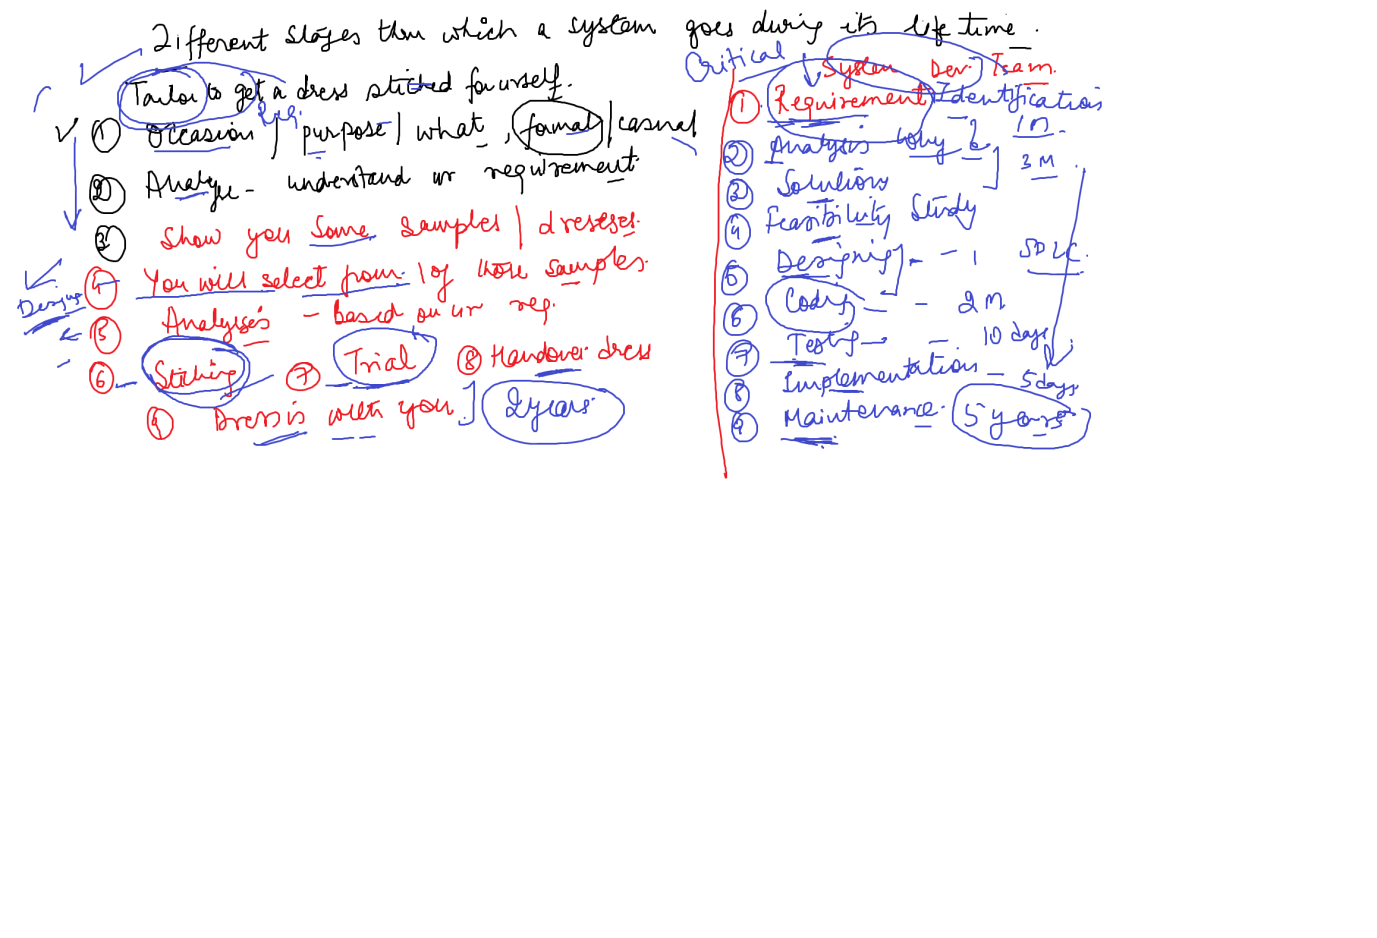 Different stages thru which a system goes during its life time.
Tailor to get a dress stitched for urself.
Req.
① Occasion / purpose / what, formal / casual
② Analyze - understand ur requirement.
③ Show you some samples / dresses.
④ You will select from 1 of those samples.
Designing
⑤ Analysis - based on ur req.
⑥ Stiching ⑦ Trial ⑧ Handover dress
⑨ Dress is with you. 2 years.
Critical
System Dev. Team.
① Requirement Identification
1 M.
② Analysis why &
3 M
③ Solutions
④ Feasibility Study
⑤ Designing - 1
SDLC.
⑥ Coding - 2 M
⑦ Testing - 10 days
⑧ Implementation - 5 days
⑨ Maintenance. 5 years